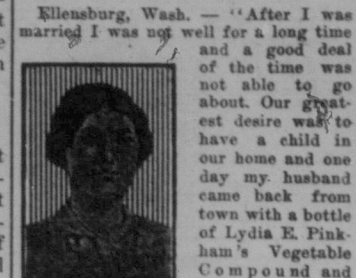 Ellensburg, Wash. — "After I was
married I was not well for a long time
and a good deal
of the time was
not able to go
about. Our great-
est desire was to
have a child in
our home and one
day my husband
came back from
town with a bottle
of Lydia E. Pink-
ham's Vegetable
Compound and